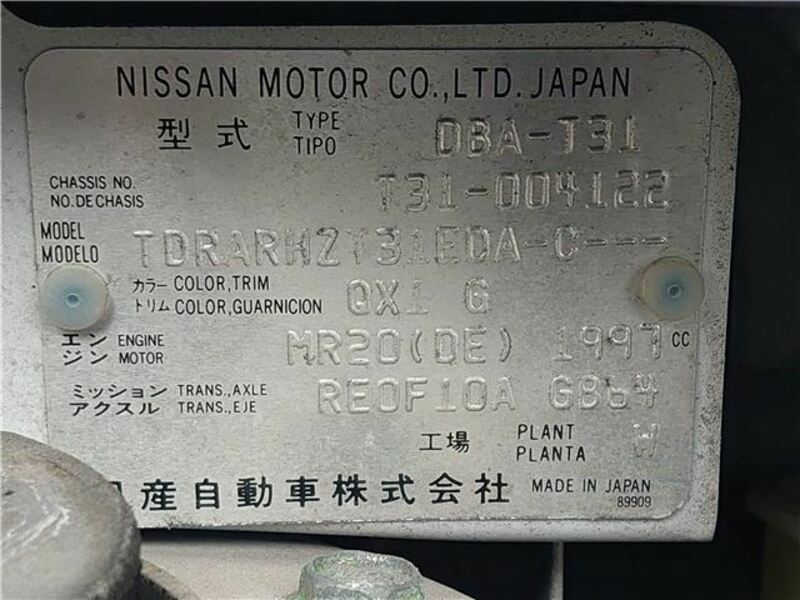 NISSAN MOTOR CO.,LTD.JAPAN
型式 TYPE TIPO DBA-T31
CHASSIS NO. NO.DECHASIS T31-004122
MODEL MODELO TDRARHZT31EDA-C---
カラー COLOR,TRIM
トリム COLOR,GUARNICION QX1 G
エン ENGINE
ジン MOTOR MR20(DE) 1997 CC
ミッション TRANS.,AXLE
アクスル TRANS.,EJE RE0F10A GB64
工場 PLANT PLANTA W
日産自動車株式会社 MADE IN JAPAN
89909